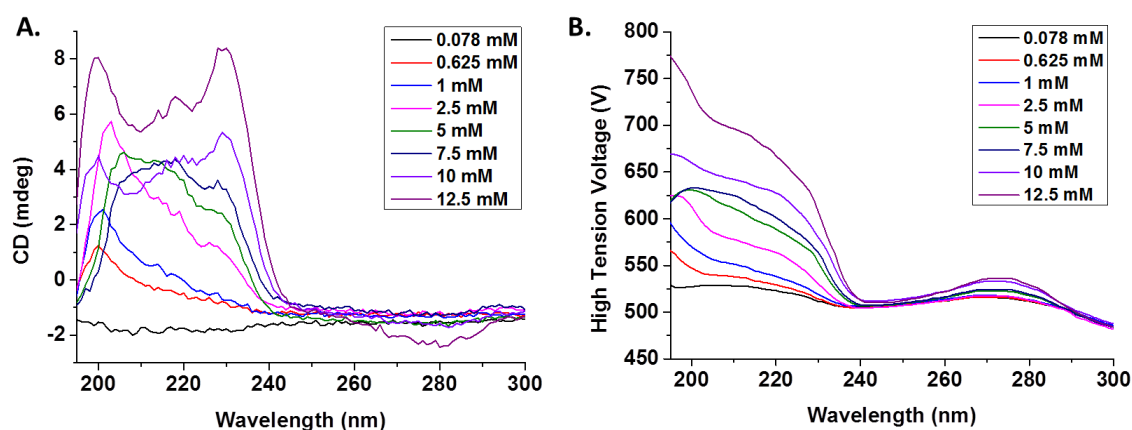 A.
CD (mdeg)
8
6
4
2
0
-2
200
220
240
260
280
300
Wavelength (nm)
0.078 mM
0.625 mM
1 mM
2.5 mM
5 mM
7.5 mM
10 mM
12.5 mM
B.
High Tension Voltage (V)
800
750
700
650
600
550
500
450
200
220
240
260
280
300
Wavelength (nm)
0.078 mM
0.625 mM
1 mM
2.5 mM
5 mM
7.5 mM
10 mM
12.5 mM